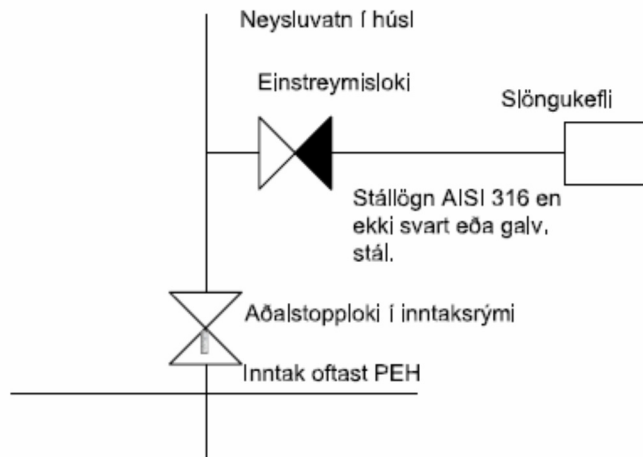 Neysluvatn í húsi
Einstreymisloki
Slöngukefli
Stállögn AISI 316 en
ekki svart eða galv.
stál.
Aðalstopploki í inntaksrými
Inntak oftast PEH